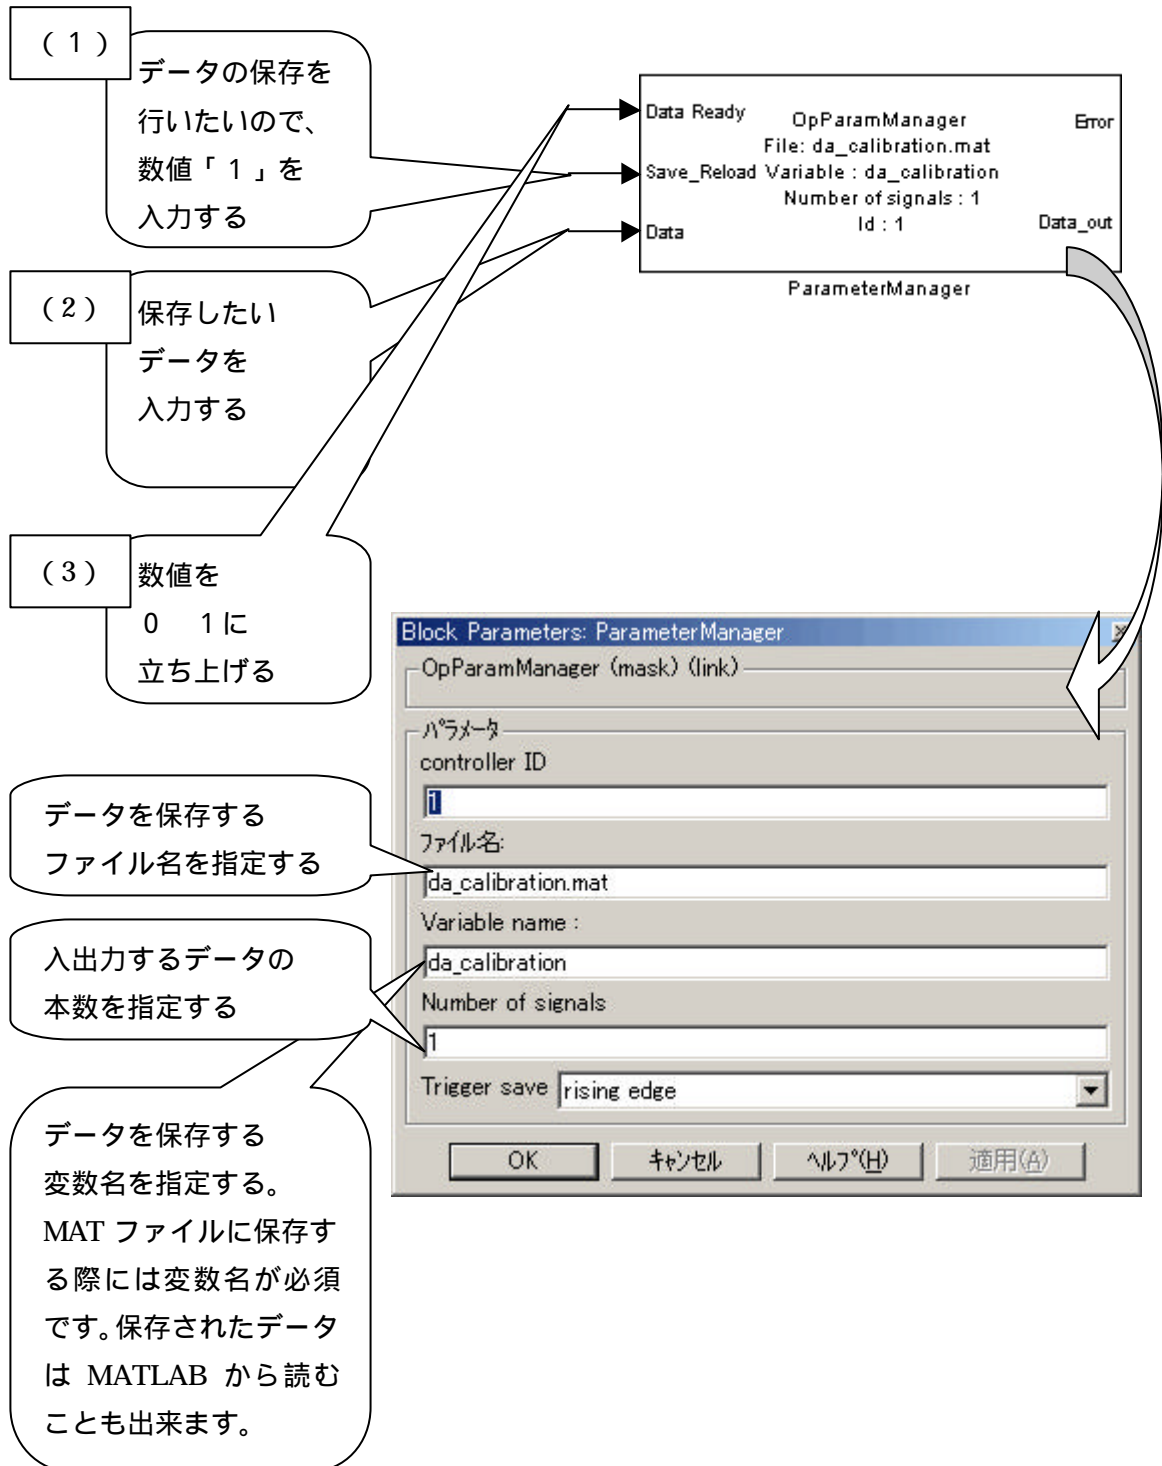 （１）
データの保存を
行いたいので、
数値「１」を
入力する
Data Ready
OpParamManager
Error
File: da_calibration.mat
Save_Reload
Variable : da_calibration
Number of signals : 1
Data
Id : 1
Data_out
ParameterManager
（２）
保存したい
データを
入力する
（３）
数値を
０　１に
立ち上げる
Block Parameters: ParameterManager
OpParamManager (mask) (link)
パラメータ
controller ID
1
ファイル名:
da_calibration.mat
Variable name :
da_calibration
Number of signals
1
Trigger save
rising edge
OK
キャンセル
ヘルプ(H)
適用(A)
データを保存する
ファイル名を指定する
入出力するデータの
本数を指定する
データを保存する
変数名を指定する。
MAT ファイルに保存す
る際には変数名が必須
です。保存されたデータ
は MATLAB から読む
ことも出来ます。